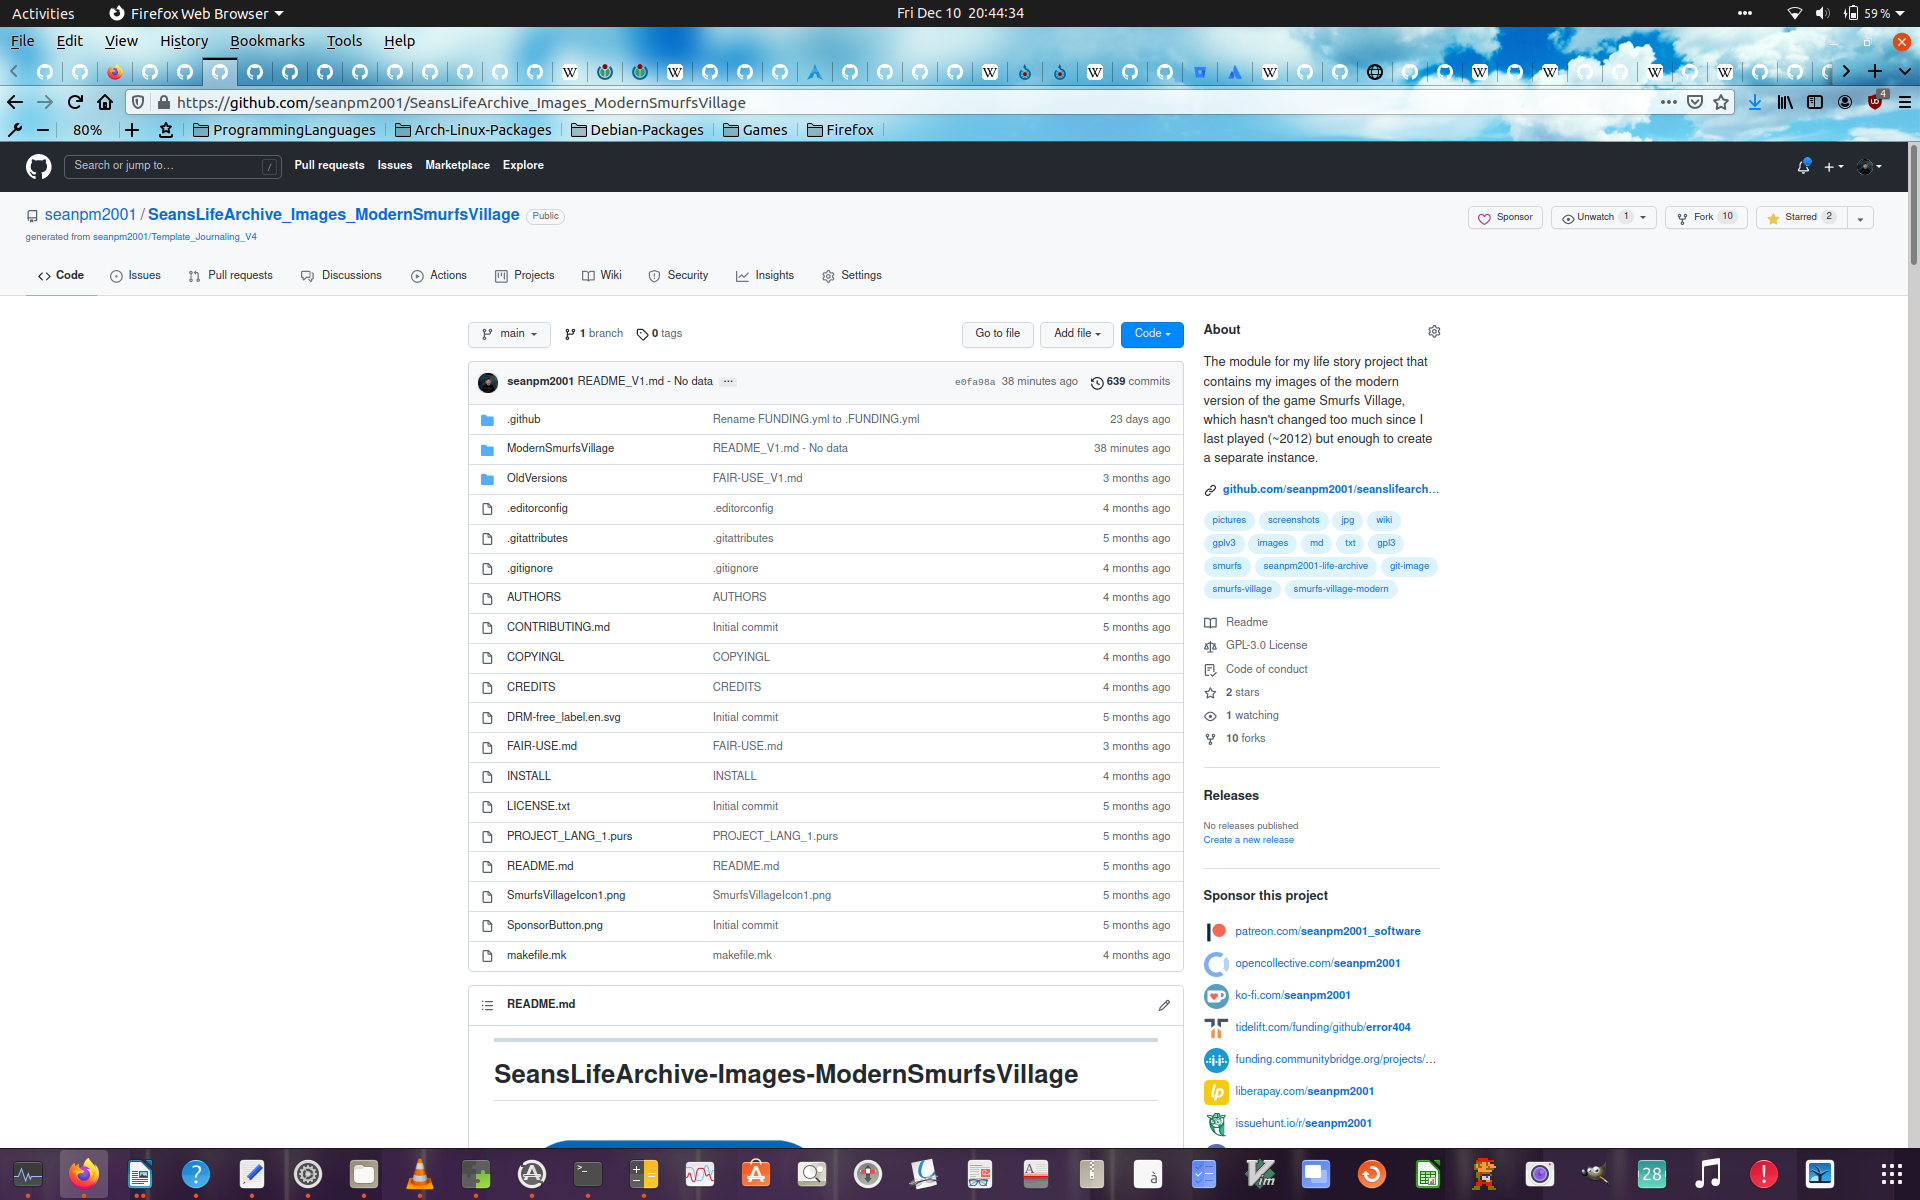 Activities
Firefox Web Browser
Fri Dec 10 20:44:34
59 %
File Edit View History Bookmarks Tools Help
https://github.com/seanpm2001/SeansLifeArchive_Images_ModernSmurfsVillage
4
80%
ProgrammingLanguages
Arch-Linux-Packages
Debian-Packages
Games
Firefox
Search or jump to…
/
Pull requests
Issues
Marketplace
Explore
seanpm2001 / SeansLifeArchive_Images_ModernSmurfsVillage
Public
generated from seanpm2001/Template_Journaling_V4
Sponsor
Unwatch 1
Fork 10
Starred 2
Code
Issues
Pull requests
Discussions
Actions
Projects
Wiki
Security
Insights
Settings
main
1 branch
0 tags
Go to file
Add file
Code
seanpm2001 README_V1.md - No data
e0fa98a 38 minutes ago
639 commits
.github Rename FUNDING.yml to .FUNDING.yml 23 days ago
ModernSmurfsVillage README_V1.md - No data 38 minutes ago
OldVersions FAIR-USE_V1.md 3 months ago
.editorconfig .editorconfig 4 months ago
.gitattributes .gitattributes 5 months ago
.gitignore .gitignore 4 months ago
AUTHORS AUTHORS 4 months ago
CONTRIBUTING.md Initial commit 5 months ago
COPYINGL COPYINGL 4 months ago
CREDITS CREDITS 4 months ago
DRM-free_label.en.svg Initial commit 5 months ago
FAIR-USE.md FAIR-USE.md 3 months ago
INSTALL INSTALL 4 months ago
LICENSE.txt Initial commit 5 months ago
PROJECT_LANG_1.purs PROJECT_LANG_1.purs 5 months ago
README.md README.md 5 months ago
SmurfsVillageIcon1.png SmurfsVillageIcon1.png 5 months ago
SponsorButton.png Initial commit 5 months ago
makefile.mk makefile.mk 4 months ago
README.md
SeansLifeArchive-Images-ModernSmurfsVillage
About
The module for my life story project that
contains my images of the modern
version of the game Smurfs Village,
which hasn't changed too much since I
last played (~2012) but enough to create
a separate instance.
github.com/seanpm2001/seanslifearch…
pictures screenshots jpg wiki
gplv3 images md txt gpl3
smurfs seanpm2001-life-archive git-image
smurfs-village smurfs-village-modern
Readme
GPL-3.0 License
Code of conduct
2 stars
1 watching
10 forks
Releases
No releases published
Create a new release
Sponsor this project
patreon.com/seanpm2001_software
opencollective.com/seanpm2001
ko-fi.com/seanpm2001
tidelift.com/funding/github/error404
funding.communitybridge.org/projects/…
liberapay.com/seanpm2001
issuehunt.io/r/seanpm2001
28